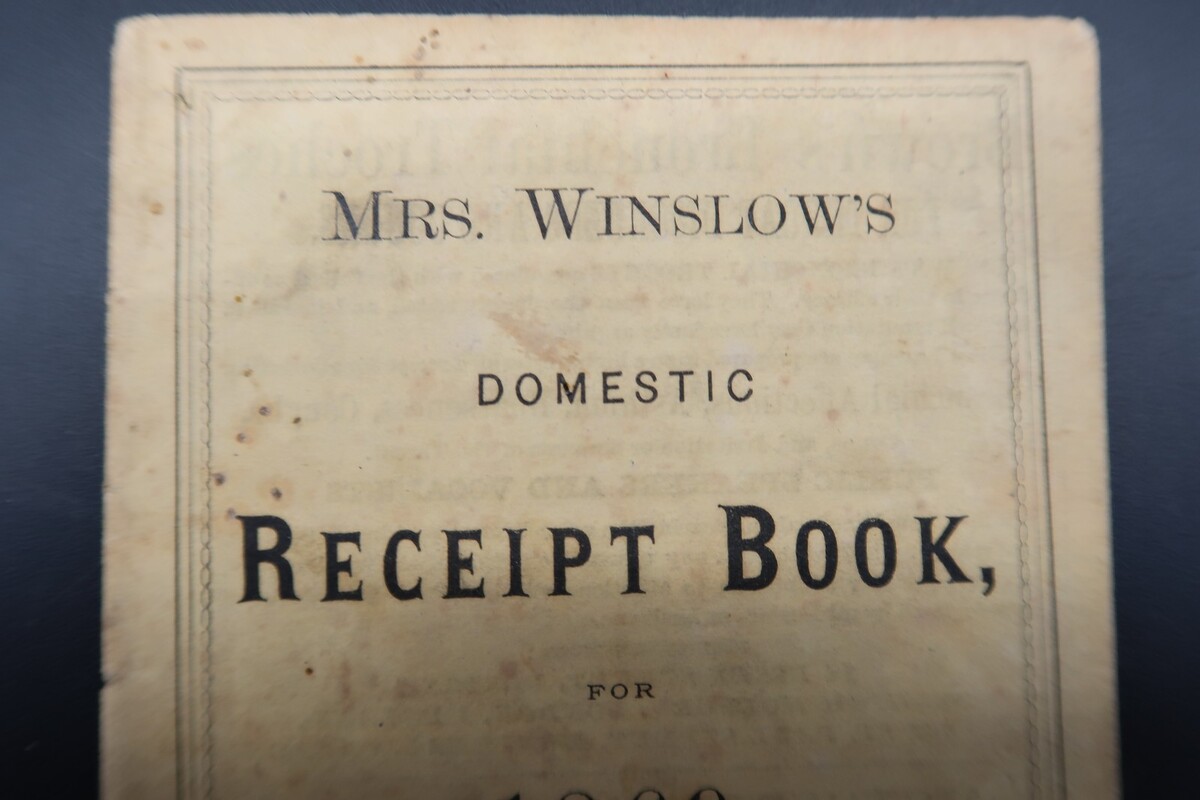 MRS. WINSLOW'S
DOMESTIC
RECEIPT BOOK,
FOR